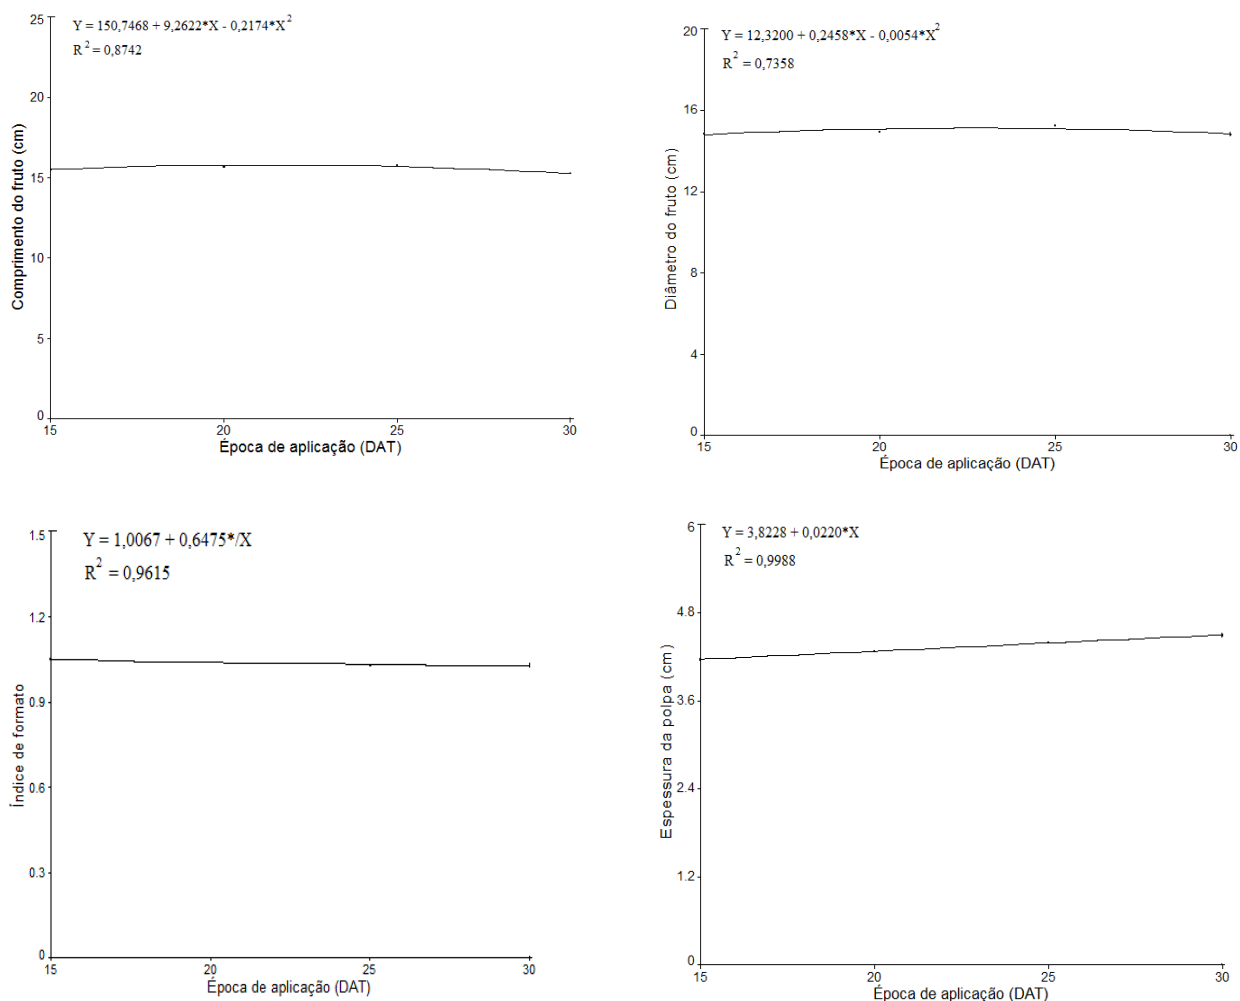 Y = 150,7468 + 9,2622*X - 0,2174*X²
R² = 0,8742
25
20
15
10
5
0
15 20 25 30
Comprimento do fruto (cm)
Época de aplicação (DAT)
Y = 12,3200 + 0,2458*X - 0,0054*X²
R² = 0,7358
20
16
12
8
4
0
15 20 25 30
Diâmetro do fruto (cm)
Época de aplicação (DAT)
Y = 1,0067 + 0,6475*/X
R² = 0,9615
1.5
1.2
0.9
0.6
0.3
0
15 20 25 30
Índice de formato
Época de aplicação (DAT)
Y = 3,8228 + 0,0220*X
R² = 0,9988
6
4.8
3.6
2.4
1.2
0
15 20 25 30
Espessura da polpa (cm)
Época de aplicação (DAT)